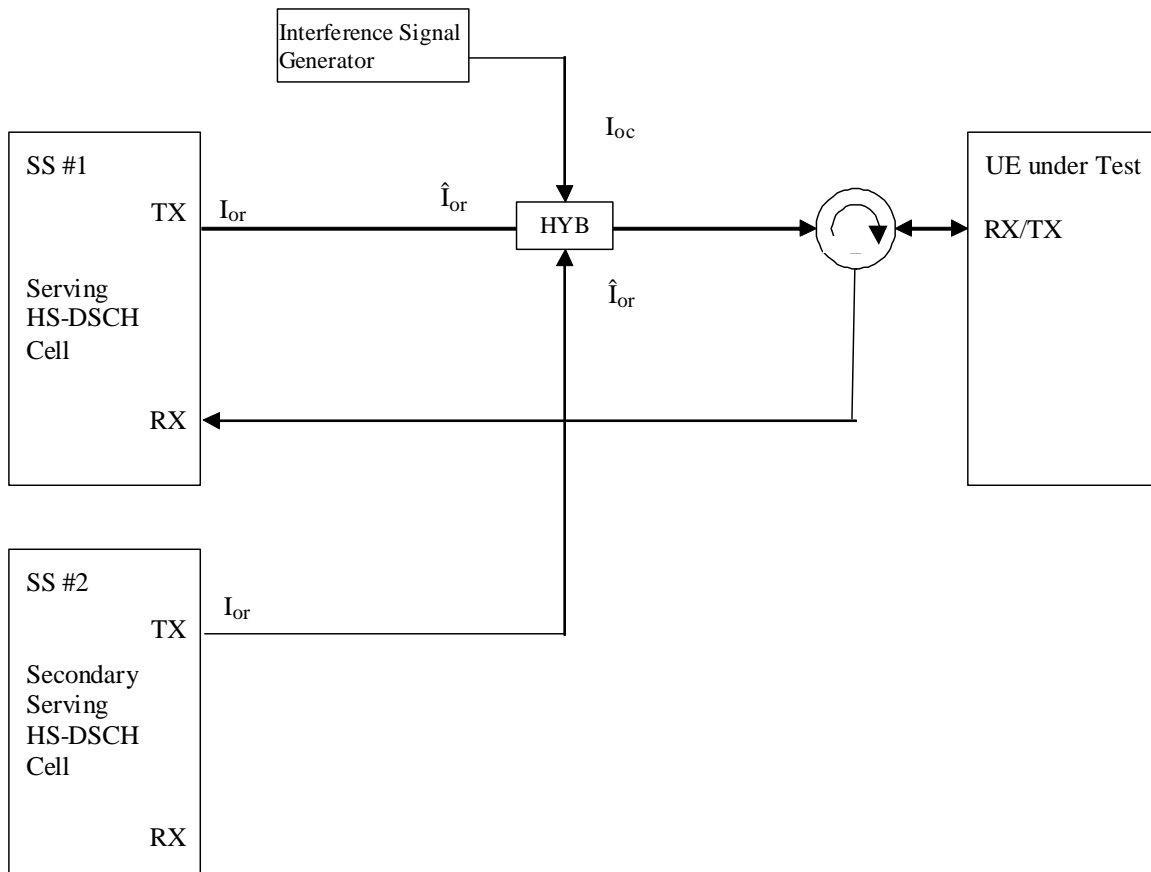 Interference Signal
Generator
I_oc
SS #1
TX
I_or
Î_or
HYB
UE under Test
RX/TX
Serving
HS-DSCH
Cell
Î_or
RX
SS #2
TX
I_or
Secondary
Serving
HS-DSCH
Cell
RX